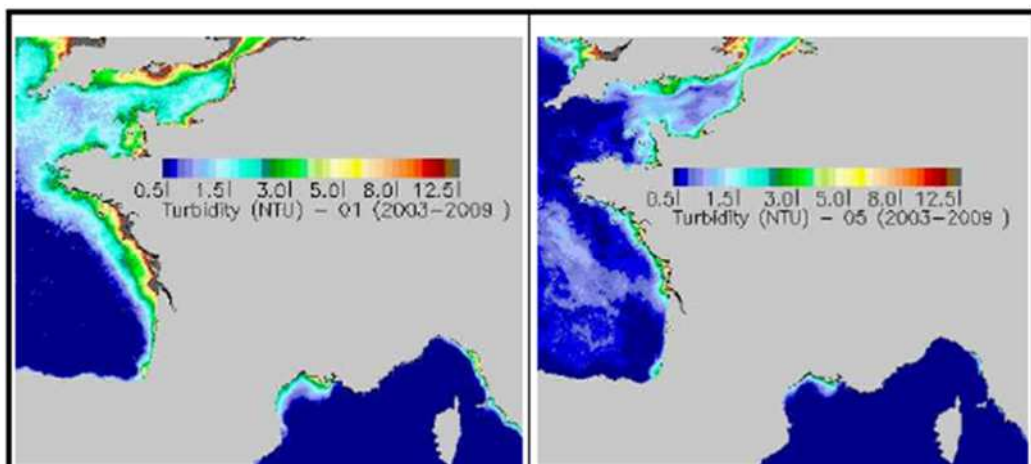 0.5| 1.5| 3.0| 5.0| 8.0| 12.5|
Turbidity (NTU) - 01 (2003-2009 )
0.5| 1.5| 3.0| 5.0| 8.0| 12.5|
Turbidity (NTU) - 05 (2003-2009 )